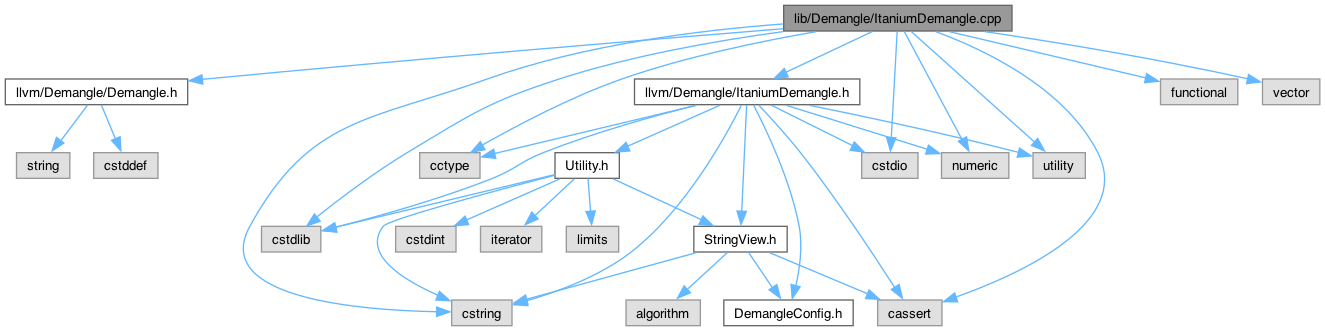 lib/Demangle/ItaniumDemangle.cpp
llvm/Demangle/Demangle.h
llvm/Demangle/ItaniumDemangle.h
functional
vector
string
cstddef
cctype
Utility.h
cstdio
numeric
utility
cstdlib
cstdint
iterator
limits
StringView.h
cstring
algorithm
DemangleConfig.h
cassert